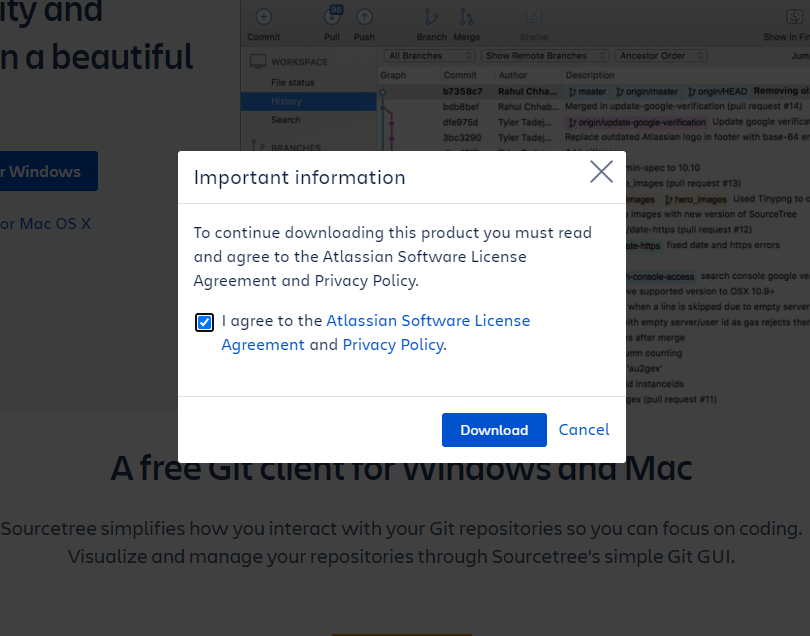 ity and
n a beautiful
r Windows
or Mac OS X
Commit
98
Pull
Push
Branch
Merge
Shelve
Show in Fin
All Branches
Show Remote Branches
Ancestor Order
Jum
WORKSPACE
File status
History
Search
BRANCHES
Graph Commit Author Description
b7358c7 Rahul Chhab... master origin/master origin/HEAD Removing ol
bdb8bef Rahul Chhab... Merged in update-google-verification (pull request #14)
dfe975d Tyler Tadej... origin/update-google-verification Update google verifica
3bc3290 Tyler Tadej... Replace outdated Atlassian logo in footer with base-64 en
min-spec to 10.10
_images (pull request #13)
images hero_images Used Tinypng to c
images with new version of SourceTree
/date-https (pull request #12)
ate-https fixed date and https errors
h-console-access search console google ve
ve supported version to OSX 10.9+
when a line is skipped due to empty server
ith empty server/user id as gas rejects them
s after merge
umn counting
'au2gex'
d instanceids
gex (pull request #11)
Important information
To continue downloading this product you must read
and agree to the Atlassian Software License
Agreement and Privacy Policy.
I agree to the Atlassian Software License
Agreement and Privacy Policy.
Download
Cancel
A free Git client for Windows and Mac
Sourcetree simplifies how you interact with your Git repositories so you can focus on coding.
Visualize and manage your repositories through Sourcetree's simple Git GUI.